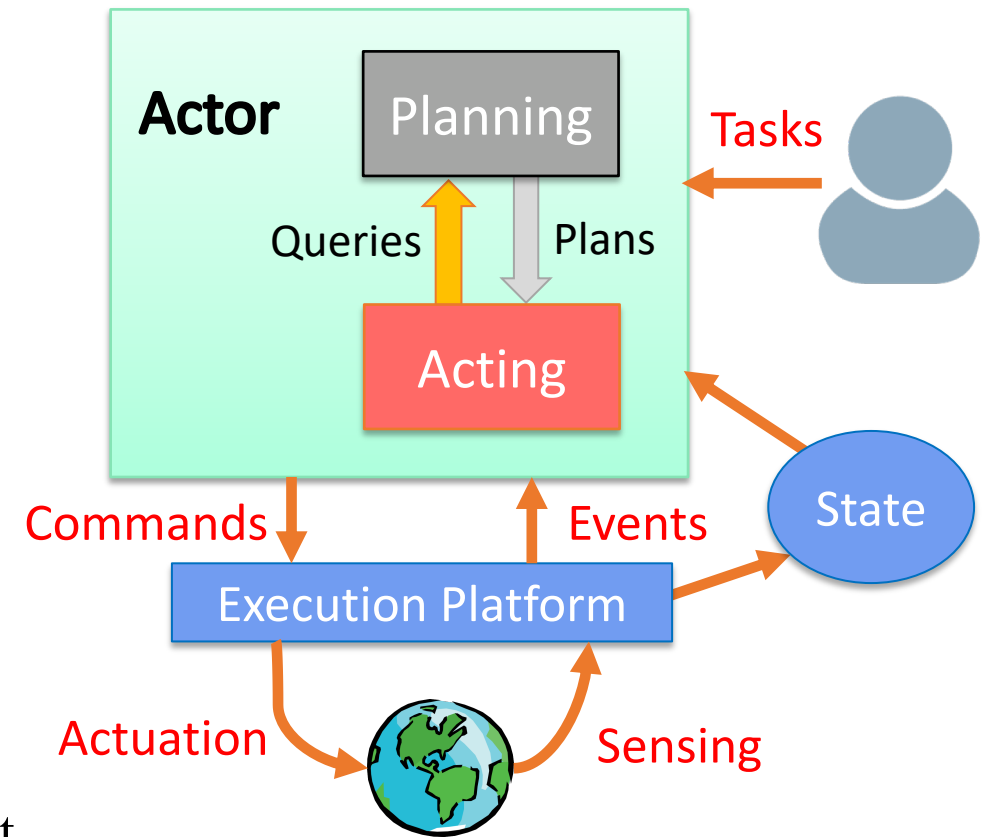 Planning
Actor
Tasks
Queries
Plans
Acting
State
Commands
Events
Execution Platform
Actuation
Sensing
t